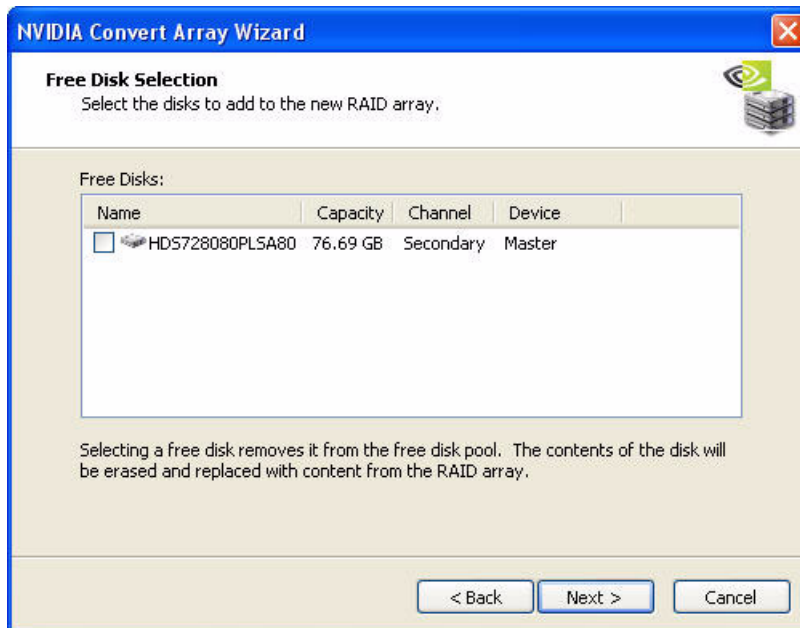 NVIDIA Convert Array Wizard
Free Disk Selection
Select the disks to add to the new RAID array.
Free Disks:
Name Capacity Channel Device
HDS728080PLSA80 76.69 GB Secondary Master
Selecting a free disk removes it from the free disk pool. The contents of the disk will
be erased and replaced with content from the RAID array.
< Back Next > Cancel